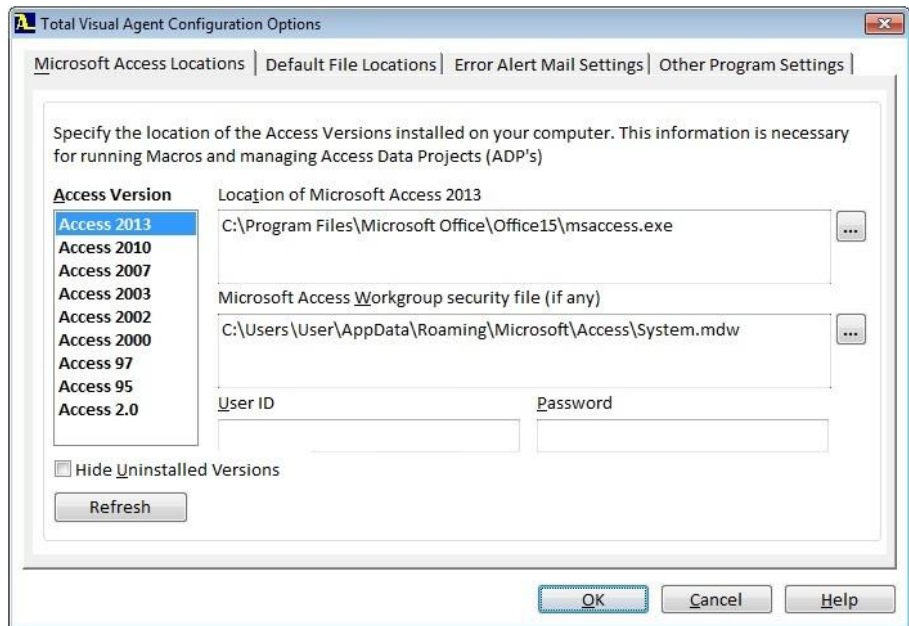 Total Visual Agent Configuration Options
Microsoft Access Locations Default File Locations Error Alert Mail Settings Other Program Settings
Specify the location of the Access Versions installed on your computer. This information is necessary
for running Macros and managing Access Data Projects (ADP's)
Access Version
Access 2013
Access 2010
Access 2007
Access 2003
Access 2002
Access 2000
Access 97
Access 95
Access 2.0
Location of Microsoft Access 2013
C:\Program Files\Microsoft Office\Office15\msaccess.exe
...
Microsoft Access Workgroup security file (if any)
C:\Users\User\AppData\Roaming\Microsoft\Access\System.mdw
...
User ID
Password
Hide Uninstalled Versions
Refresh
OK
Cancel
Help